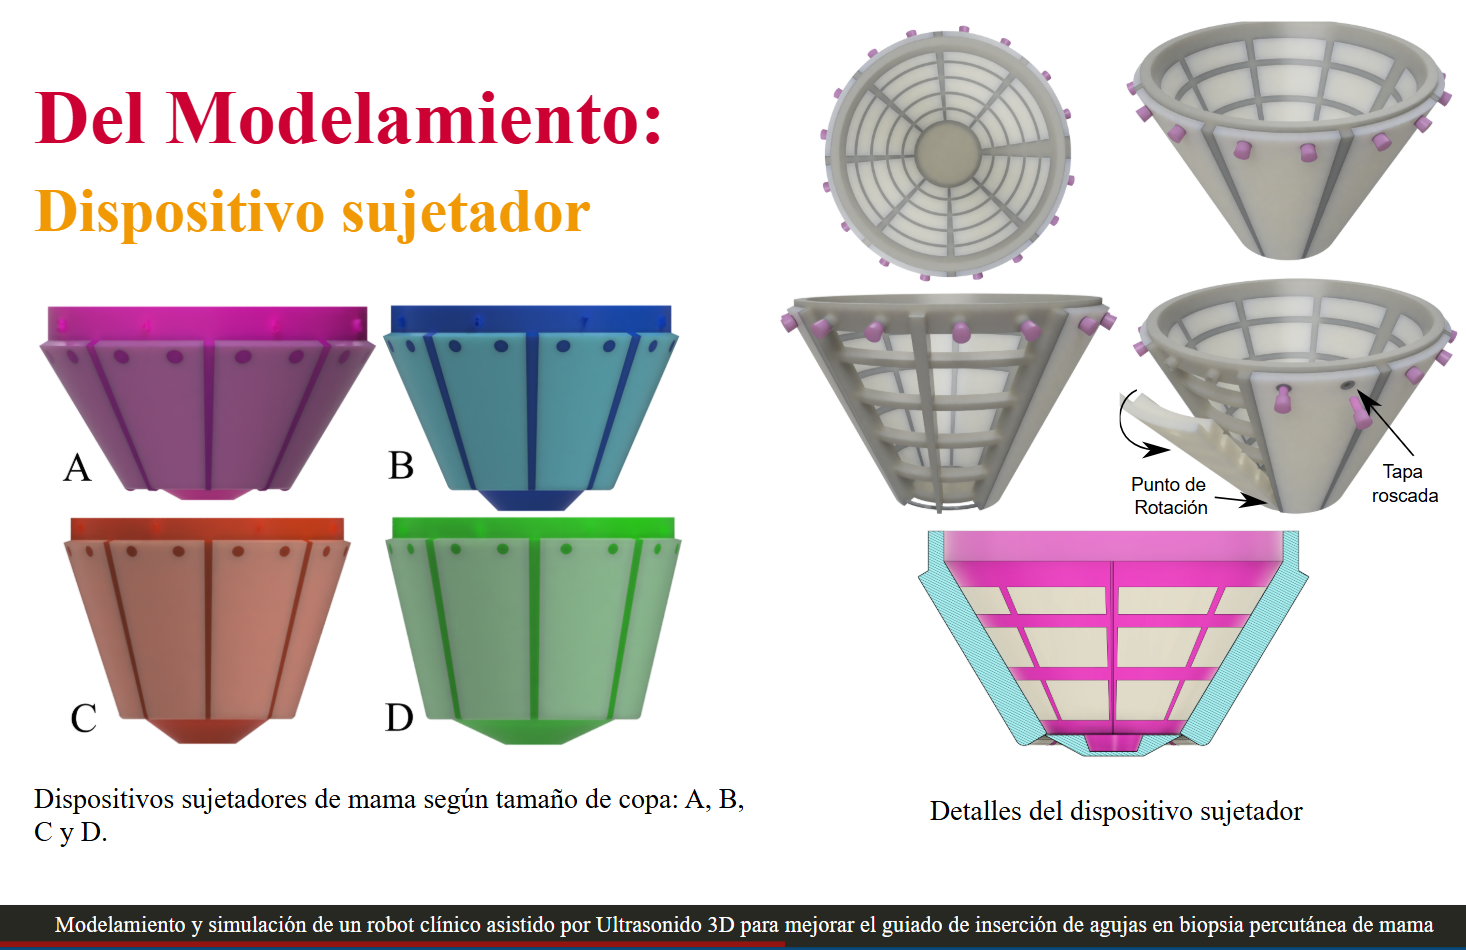 Del Modelamiento:
Dispositivo sujetador
A
B
C
D
Dispositivos sujetadores de mama según tamaño de copa: A, B,
C y D.
Punto de
Rotación
Tapa
roscada
Detalles del dispositivo sujetador
Modelamiento y simulación de un robot clínico asistido por Ultrasonido 3D para mejorar el guiado de inserción de agujas en biopsia percutánea de mama